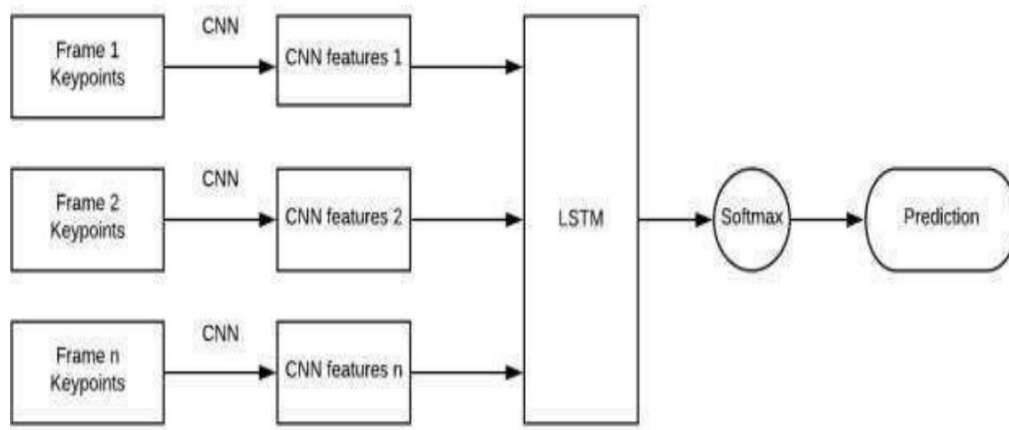 CNN
Frame 1
Keypoints
CNN features 1
CNN
Frame 2
Keypoints
CNN features 2
LSTM
Softmax
Prediction
CNN
Frame n
Keypoints
CNN features n